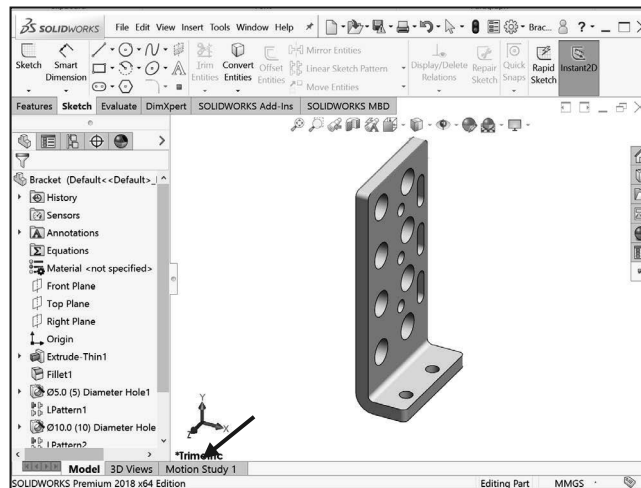 SOLIDWORKS File Edit View Insert Tools Window Help Brac... ?
Sketch Smart Dimension Trim Entities Convert Entities Offset Entities Mirror Entities Linear Sketch Pattern Move Entities Display/Delete Relations Repair Sketch Quick Snaps Rapid Sketch Instant2D
Features Sketch Evaluate DimXpert SOLIDWORKS Add-Ins SOLIDWORKS MBD
Bracket (Default<<Default>_
History
Sensors
Annotations
Equations
Material <not specified>
Front Plane
Top Plane
Right Plane
Origin
Extrude-Thin1
Fillet1
Ø5.0 (5) Diameter Hole1
LPattern1
Ø10.0 (10) Diameter Hole
LPattern2
Y
X
Z
Model 3D Views Motion Study 1
SOLIDWORKS Premium 2018 x64 Edition Editing Part MMGS